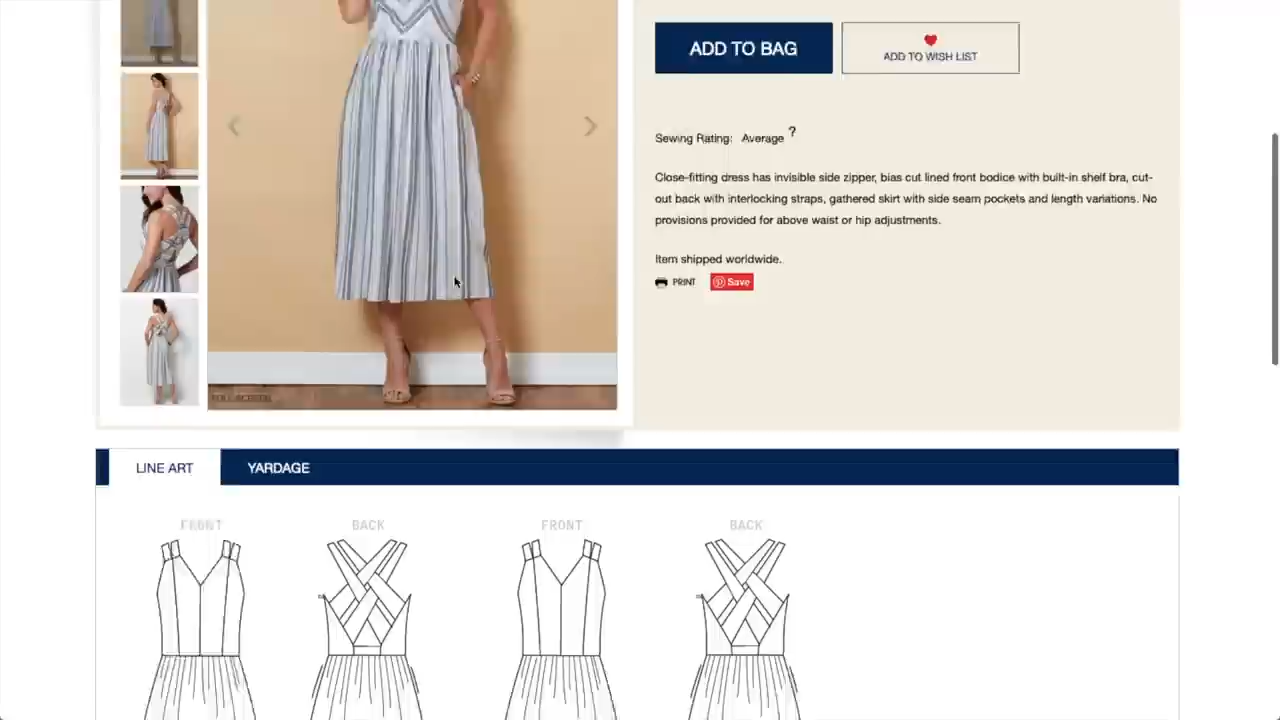 ADD TO BAG
ADD TO WISH LIST
Sewing Rating: Average ?
Close-fitting dress has invisible side zipper, bias cut lined front bodice with built-in shelf bra, cut-
out back with interlocking straps, gathered skirt with side seam pockets and length variations. No
provisions provided for above waist or hip adjustments.
Item shipped worldwide.
PRINT Save
FULLSCREEN
LINE ART YARDAGE
FRONT BACK FRONT BACK